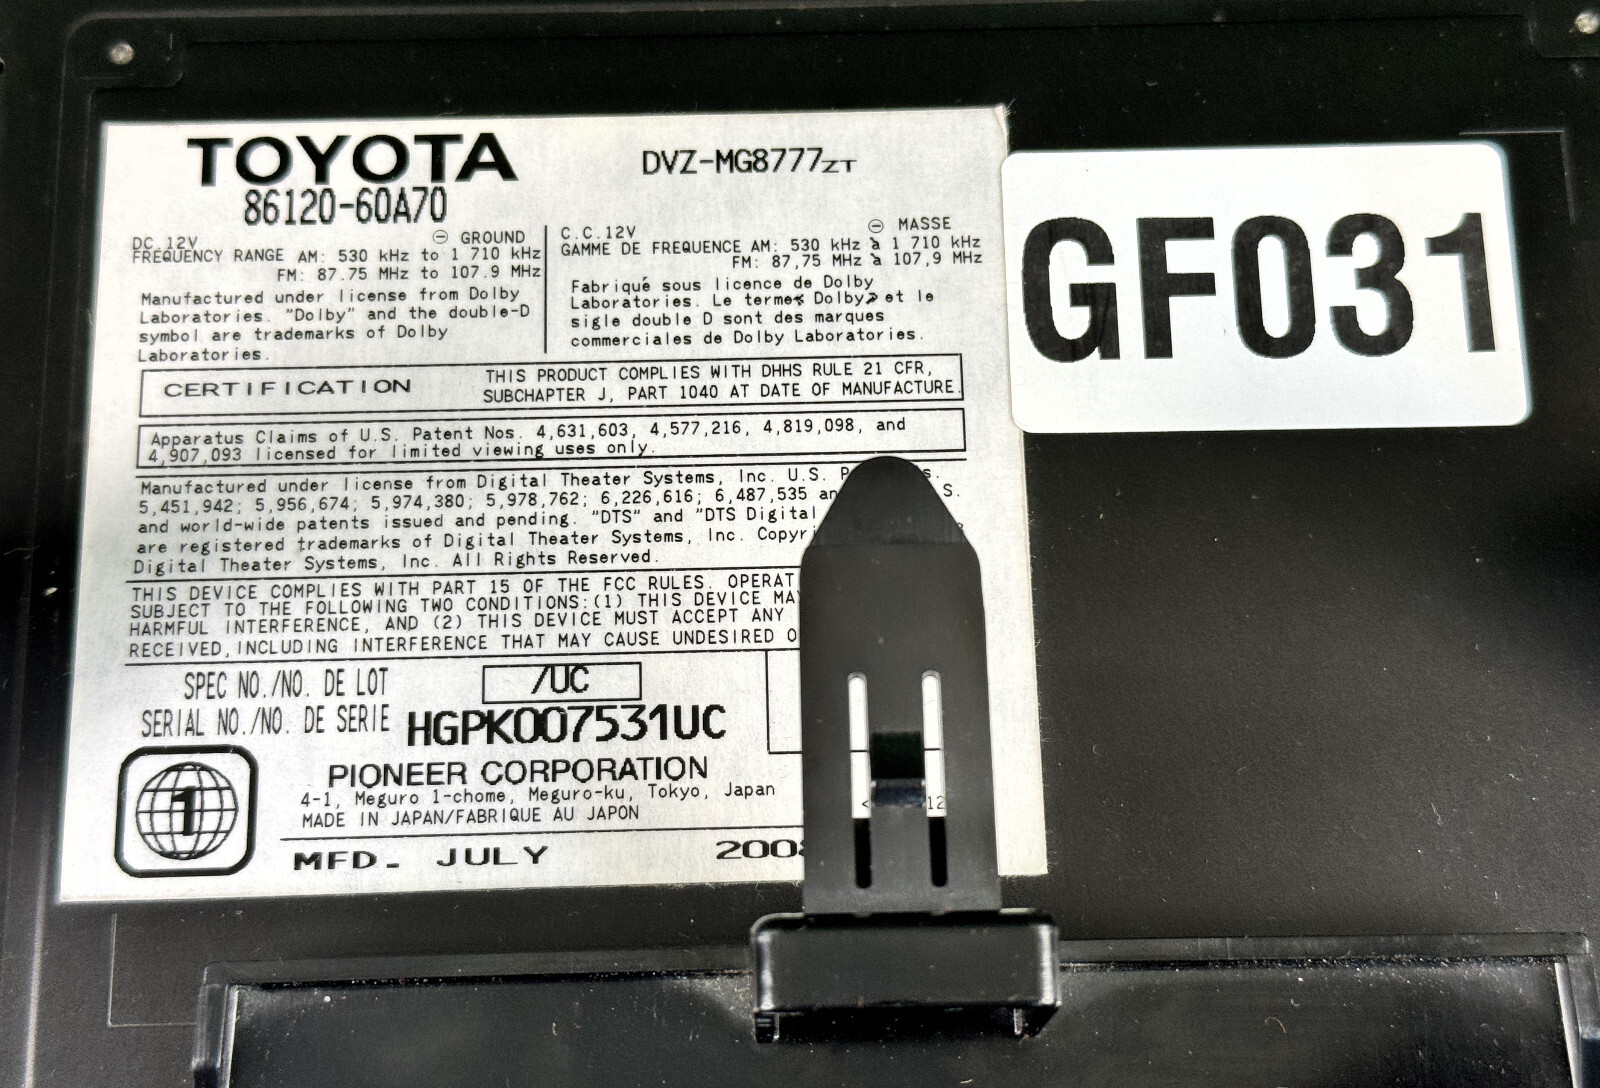 TOYOTA
86120-60A70
DVZ-MG8777ZT
DC 12V ⊖ GROUND
FREQUENCY RANGE AM: 530 kHz to 1 710 kHz
FM: 87.75 MHz to 107.9 MHz
Manufactured under license from Dolby
Laboratories. "Dolby" and the double-D
symbol are trademarks of Dolby
Laboratories.
C.C.12V ⊖ MASSE
GAMME DE FREQUENCE AM: 530 kHz à 1 710 kHz
FM: 87,75 MHz à 107,9 MHz
Fabriqué sous licence de Dolby
Laboratories. Le terme≪ Dolby≫ et le
sigle double D sont des marques
commerciales de Dolby Laboratories.
GF031
CERTIFICATION
THIS PRODUCT COMPLIES WITH DHHS RULE 21 CFR,
SUBCHAPTER J, PART 1040 AT DATE OF MANUFACTURE.
Apparatus Claims of U.S. Patent Nos. 4,631,603, 4,577,216, 4,819,098, and
4,907,093 licensed for limited viewing uses only.
Manufactured under license from Digital Theater Systems, Inc. U.S.
5,451,942; 5,956,674; 5,974,380; 5,978,762; 6,226,616; 6,487,535 S.
and world-wide patents issued and pending. "DTS" and "DTS Digital
are registered trademarks of Digital Theater Systems, Inc.
Digital Theater Systems, Inc. All Rights Reserved.
THIS DEVICE COMPLIES WITH PART 15 OF THE FCC RULES. OPERAT
SUBJECT TO THE FOLLOWING TWO CONDITIONS:(1) THIS DEVICE MAY
HARMFUL INTERFERENCE, AND (2) THIS DEVICE MUST ACCEPT ANY
RECEIVED,INCLUDING INTERFERENCE THAT MAY CAUSE UNDESIRED O
SPEC NO./NO. DE LOT /UC
SERIAL NO./NO. DE SERIE HGPK007531UC
1
PIONEER CORPORATION
4-1, Meguro 1-chome, Meguro-ku, Tokyo, Japan
MADE IN JAPAN/FABRIQUE AU JAPON
< 12
MFD. JULY 2008